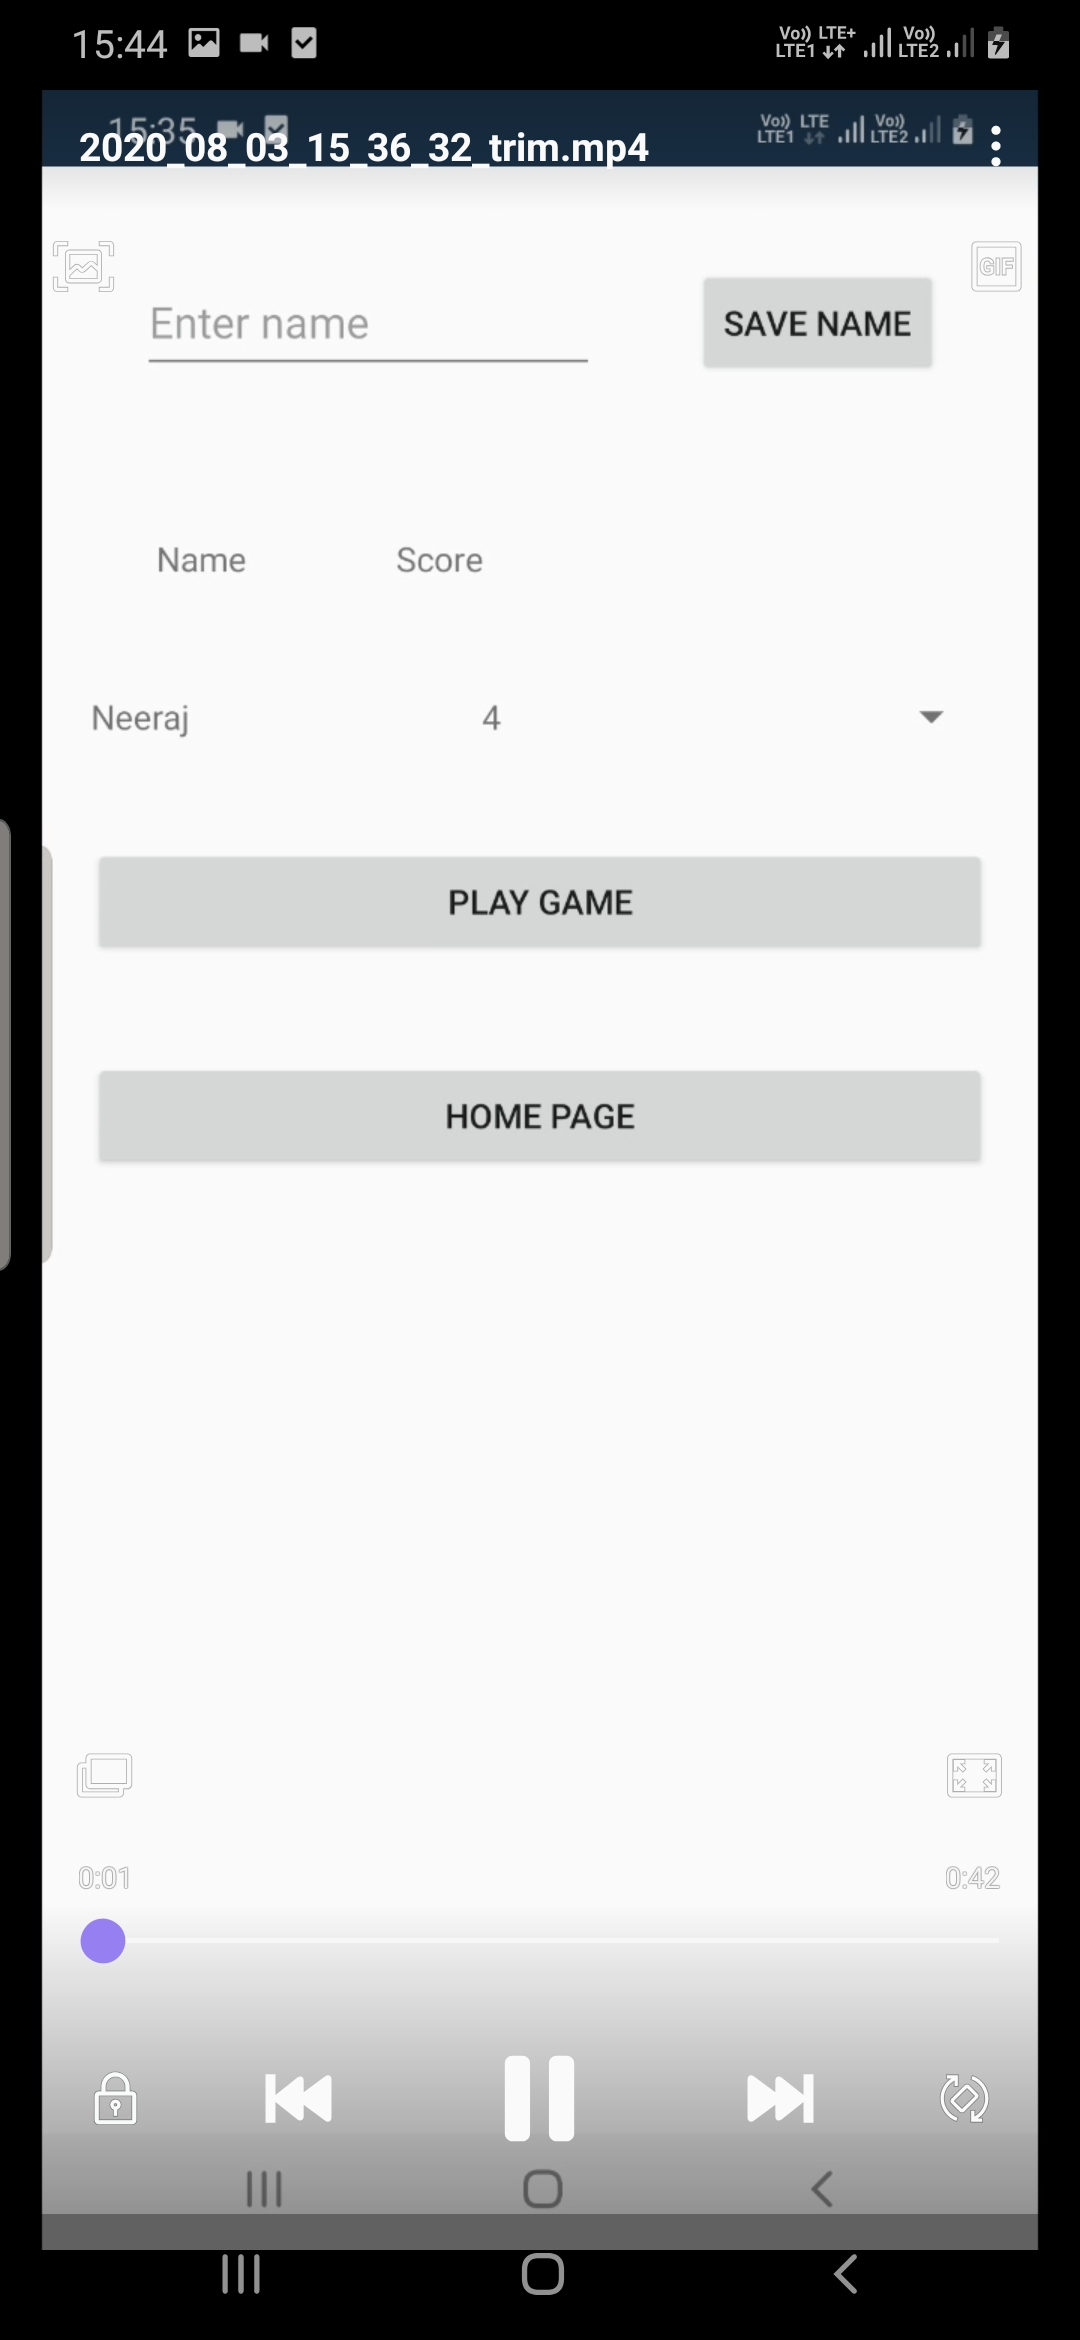 15:44
Vo)) LTE+ Vo))
LTE1 LTE2
15:35
Vo)) LTE Vo))
LTE1 LTE2
2020_08_03_15_36_32_trim.mp4
GIF
Enter name
SAVE NAME
Name Score
Neeraj 4
PLAY GAME
HOME PAGE
0:01 0:42